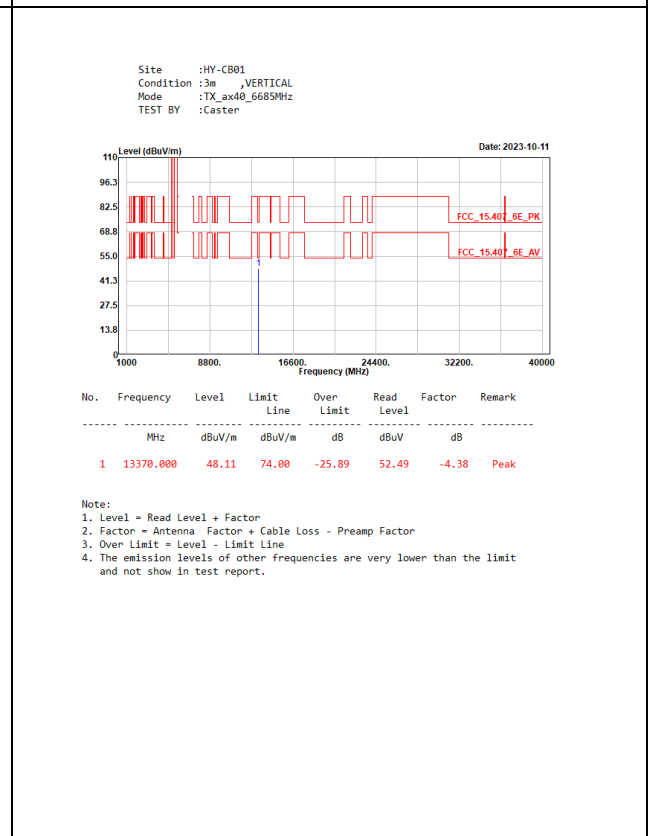 Site      :HY-CB01
Condition :3m    ,VERTICAL
Mode      :TX_ax40_6685MHz
TEST BY   :Caster
Level (dBuV/m)    Date: 2023-10-11
110
96.3
82.5
FCC_15.407_6E_PK
68.8
55.0
FCC_15.407_6E_AV
1
41.3
27.5
13.8
0
1000 8800. 16600. 24400. 32200. 40000
Frequency (MHz)
No. Frequency Level Limit Over Read Factor Remark
Line Limit Level
------ ----------- ------- --------- -------- --------- ------- ---------
MHz dBuV/m dBuV/m dB dBuV dB
1 13370.000 48.11 74.00 -25.89 52.49 -4.38 Peak
Note:
1. Level = Read Level + Factor
2. Factor = Antenna  Factor + Cable Loss - Preamp Factor
3. Over Limit = Level - Limit Line
4. The emission levels of other frequencies are very lower than the limit
and not show in test report.